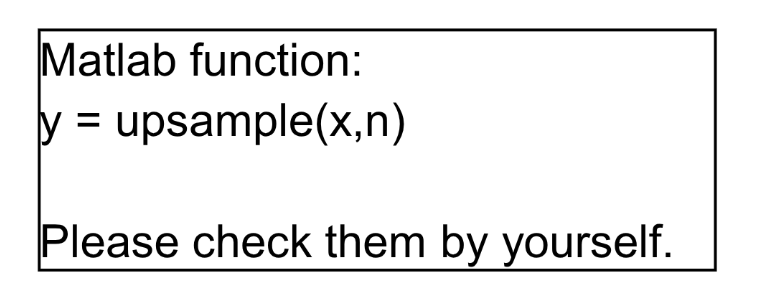 Matlab function:
y = upsample(x,n)
Please check them by yourself.